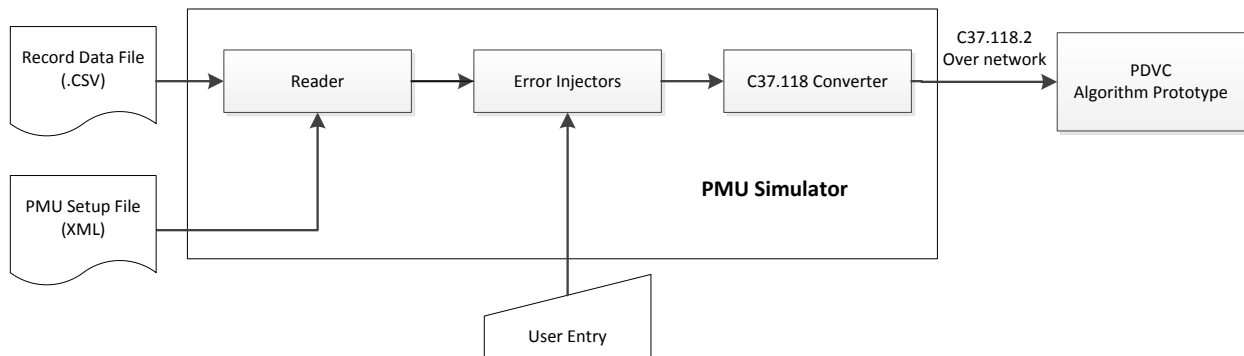 Record Data File
(.CSV)
Reader
Error Injectors
C37.118 Converter
C37.118.2
Over network
PDVC
Algorithm Prototype
PMU Setup File
(XML)
PMU Simulator
User Entry